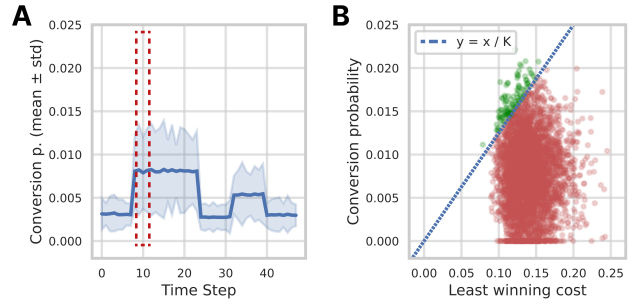 A
Conversion p. (mean ± std)
0.025
0.020
0.015
0.010
0.005
0.000
0 10 20 30 40
Time Step
B
Conversion probability
0.025
0.020
0.015
0.010
0.005
0.000
y = x / K
0.00 0.05 0.10 0.15 0.20 0.25
Least winning cost